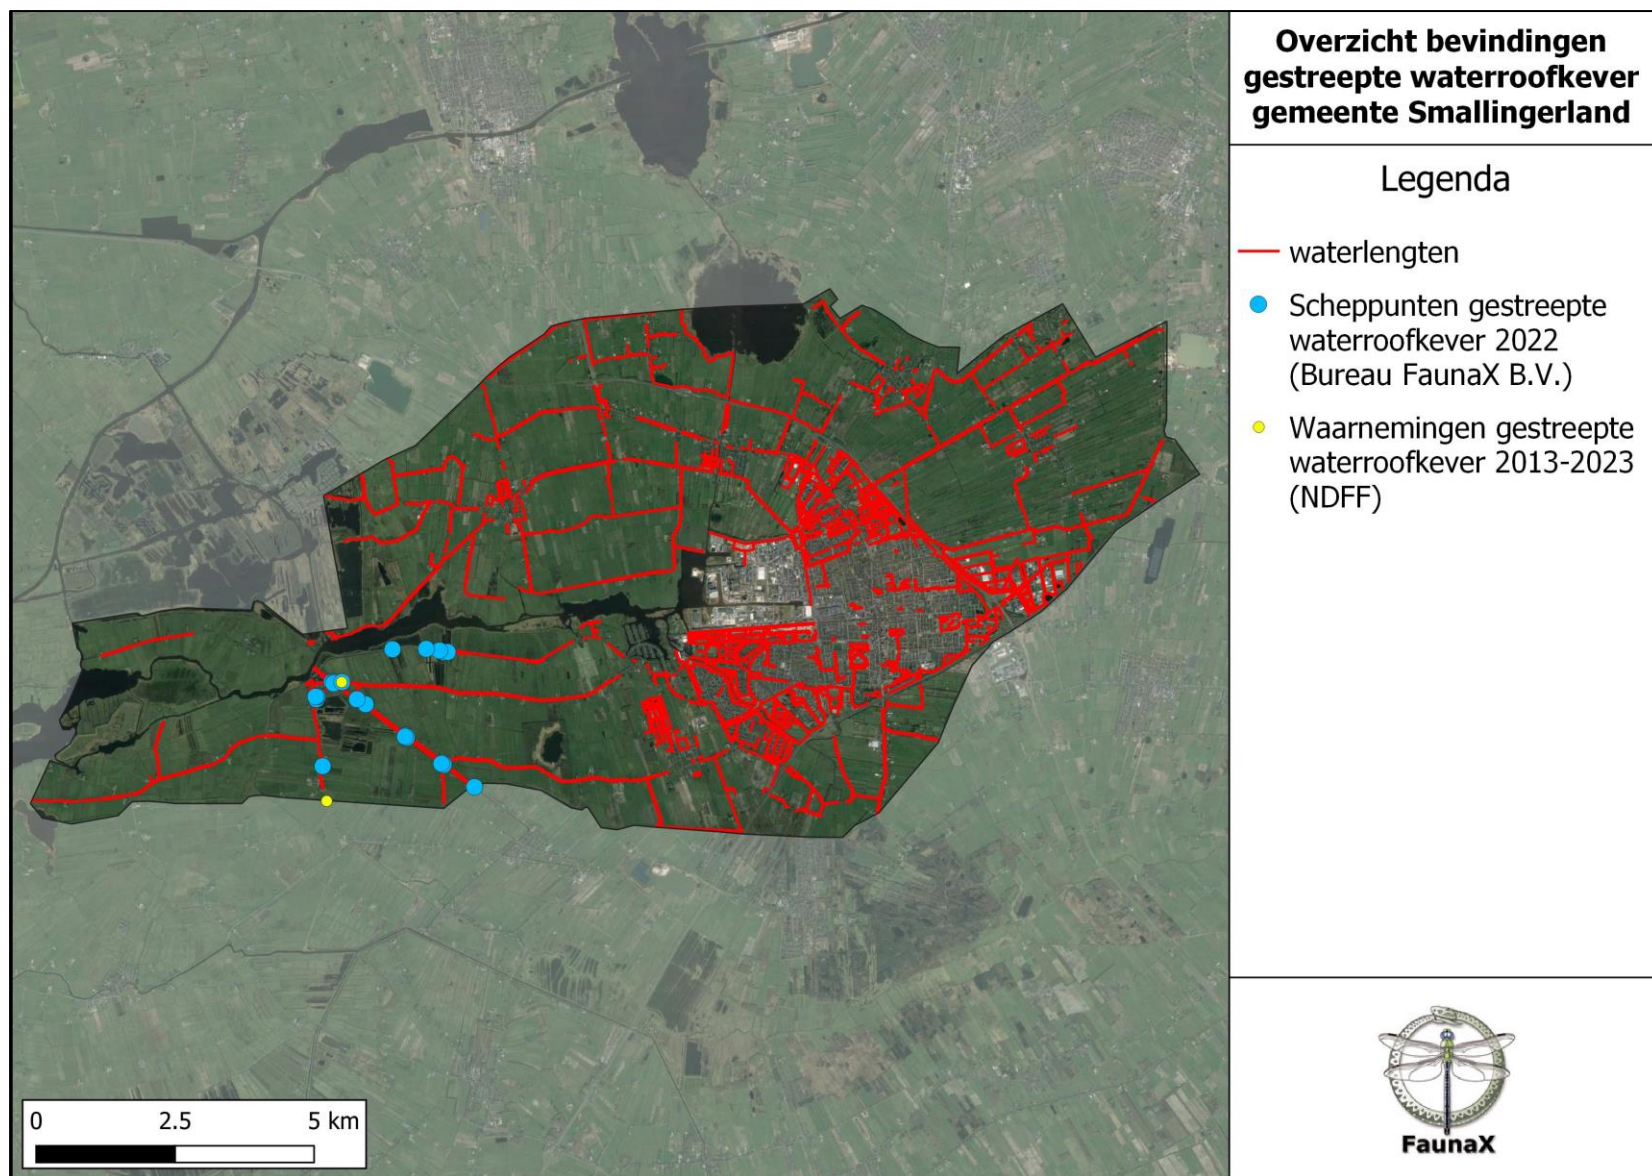 Overzicht bevindingen
gestreepte waterroofkever
gemeente Smallingerland
Legenda
waterlengten
Scheppunten gestreepte
waterroofkever 2022
(Bureau FaunaX B.V.)
Waarnemingen gestreepte
waterroofkever 2013-2023
(NDFF)
0 2.5 5 km
FaunaX